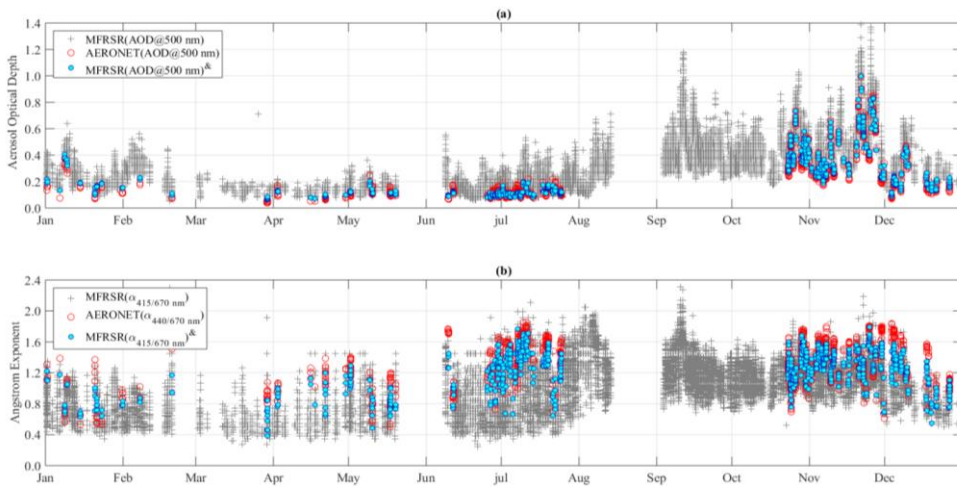 (a)
1.4
1.2
1.0
0.8
0.6
0.4
0.2
0.0
Aerosol Optical Depth
MFRSR(AOD@500 nm)
AERONET(AOD@500 nm)
MFRSR(AOD@500 nm)&
Jan Feb Mar Apr May Jun jul Aug Sep Oct Nov Dec
(b)
2.4
2.0
1.6
1.2
0.8
0.4
0.0
Angstrom Exponent
MFRSR(α415/670 nm)
AERONET(α440/670 nm)
MFRSR(α415/670 nm)&
Jan Feb Mar Apr May Jun jul Aug Sep Oct Nov Dec